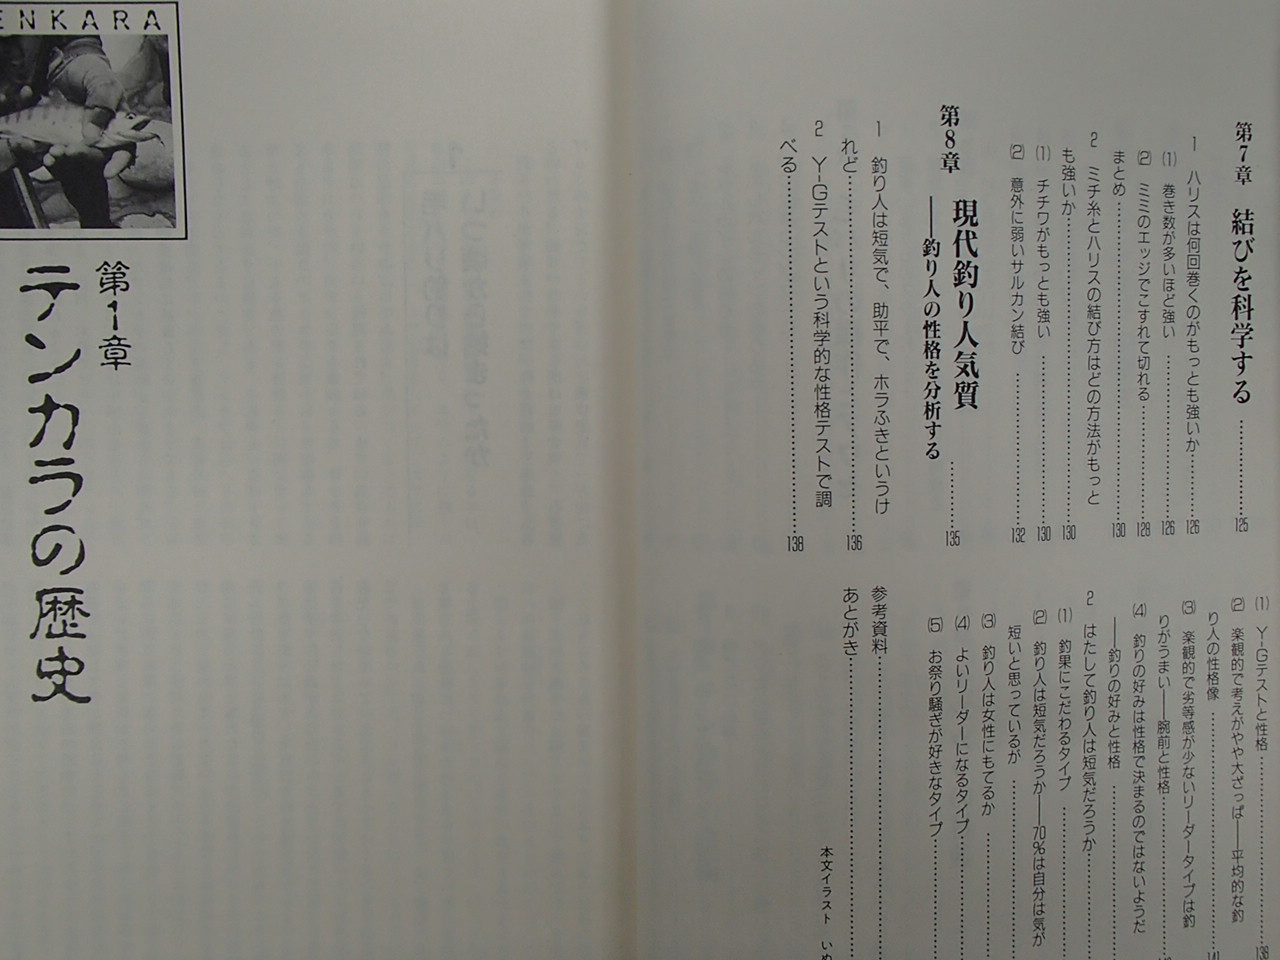 第7章 結びを科学する…………125
1 ハリスは何回巻くのがもっとも強いか…………126
(1) 巻き数が多いほど強い…………126
(2) ミミのエッジでこすれて切れる…………128
まとめ…………130
2 ミチ糸とハリスの結び方はどの方法がもっと
も強いか…………130
(1) チチワがもっとも強い…………130
(2) 意外に弱いサルカン結び…………132
第8章 現代釣り人気質
――釣り人の性格を分析する…………135
1 釣り人は短気で、助平で、ホラふきというけ
れど…………136
2 Y-Gテストという科学的な性格テストで調
べる…………138
(1) Y-Gテストと性格…………138
(2) 楽観的で考えがやや大ざっぱ――平均的な釣
り人の性格像…………141
(3) 楽観的で劣等感が少ないリーダータイプは釣
りがうまい――腕前と性格…………
(4) 釣りの好みは性格で決まるのではないようだ
――釣りの好みと性格…………
2 はたして釣り人は短気だろうか…………
(1) 釣果にこだわるタイプ…………
(2) 釣り人は短気だろうか――70%は自分は気が
短いと思っているが…………
(3) 釣り人は女性にもてるか…………
(4) よいリーダーになるタイプ…………
(5) お祭り騒ぎが好きなタイプ…………
参考資料…………
あとがき…………
本文イラスト いぬ
ENKARA
第1章
テンカラの歴史